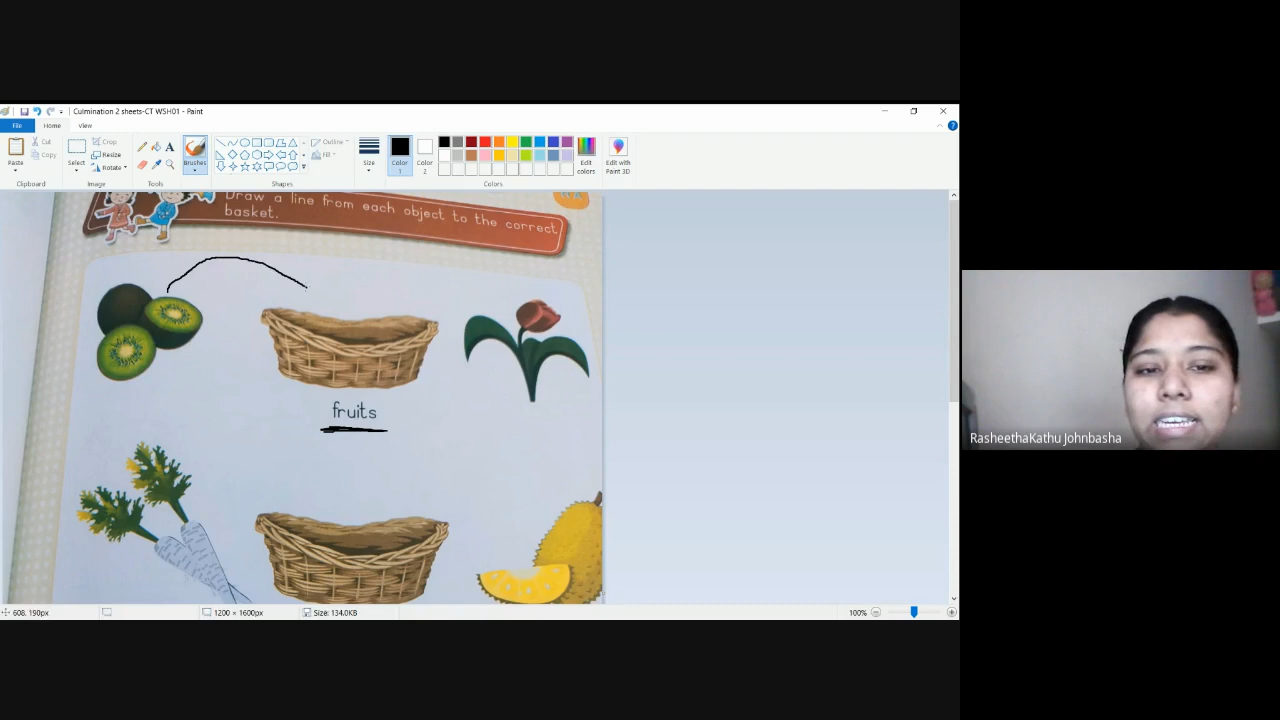 Culmination 2 sheets-CT WSH01 - Paint
File Home View
Paste
Cut
Copy
Clipboard
Select
Crop
Resize
Rotate
Image
A
Tools
Brushes
Outline
Fill
Shapes
Size
Color 1
Color 2
Edit colors
Colors
Edit with Paint 3D
Draw a line from each object to the correct
basket.
fruits
RasheethaKathu Johnbasha
608, 190px
1200 × 1600px
Size: 134.0KB
100%